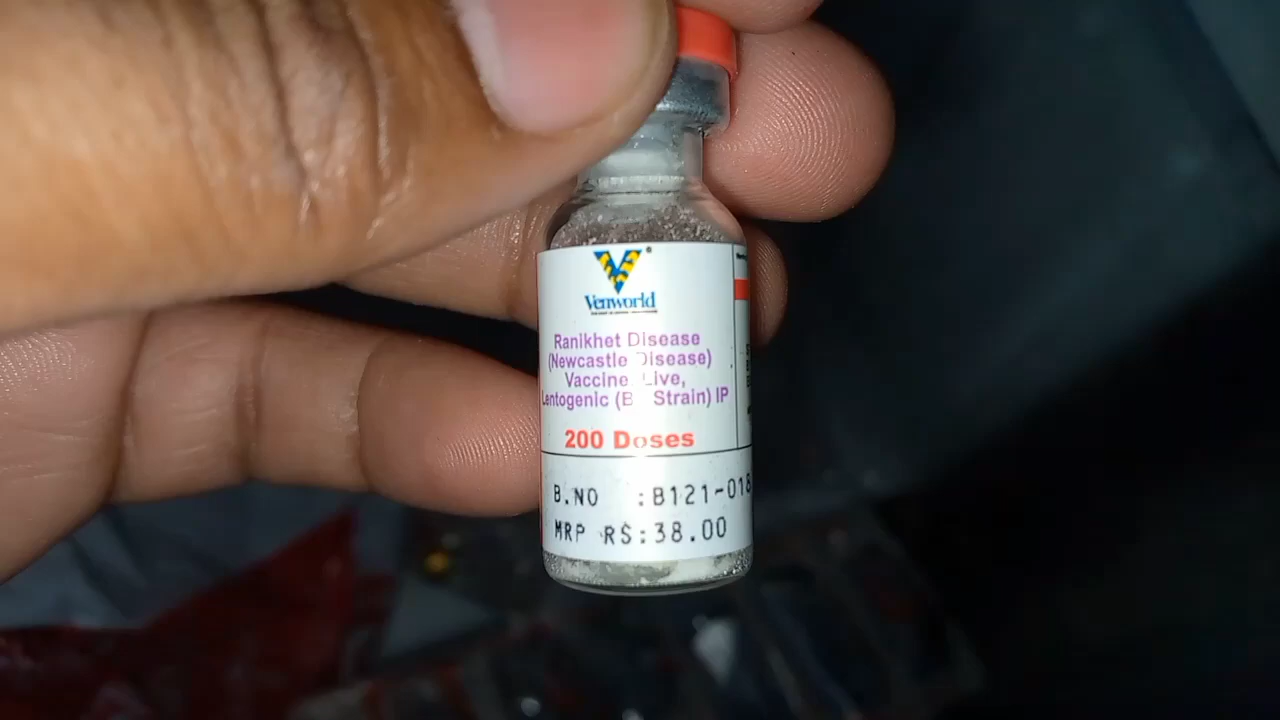 Venworld
Ranikhet Disease
(Newcastle Disease)
Vaccine, Live,
Lentogenic (B Strain) IP
200 Doses
B.NO :B121-018
MRP RS:38.00